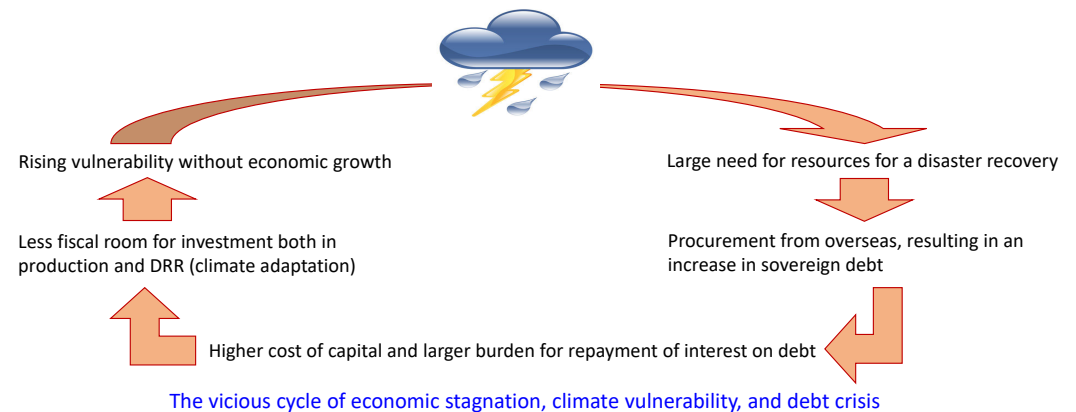 Rising vulnerability without economic growth
Large need for resources for a disaster recovery
Less fiscal room for investment both in
production and DRR (climate adaptation)
Procurement from overseas, resulting in an
increase in sovereign debt
Higher cost of capital and larger burden for repayment of interest on debt
The vicious cycle of economic stagnation, climate vulnerability, and debt crisis